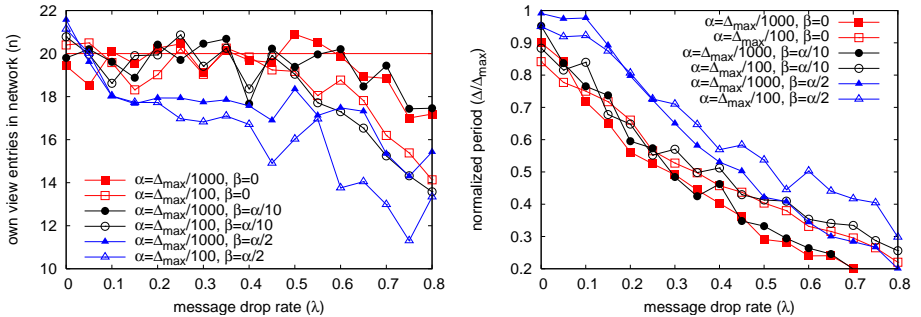 22
20
18
16
14
12
10
own view entries in network (n)
α=Δmax/1000, β=0
α=Δmax/100, β=0
α=Δmax/1000, β=α/10
α=Δmax/100, β=α/10
α=Δmax/1000, β=α/2
α=Δmax/100, β=α/2
0.0 0.1 0.2 0.3 0.4 0.5 0.6 0.7 0.8
message drop rate (λ)
1
0.9
0.8
0.7
0.6
0.5
0.4
0.3
0.2
normalized period (Δ/Δmax)
α=Δmax/1000, β=0
α=Δmax/100, β=0
α=Δmax/1000, β=α/10
α=Δmax/100, β=α/10
α=Δmax/1000, β=α/2
α=Δmax/100, β=α/2
0.0 0.1 0.2 0.3 0.4 0.5 0.6 0.7 0.8
message drop rate (λ)